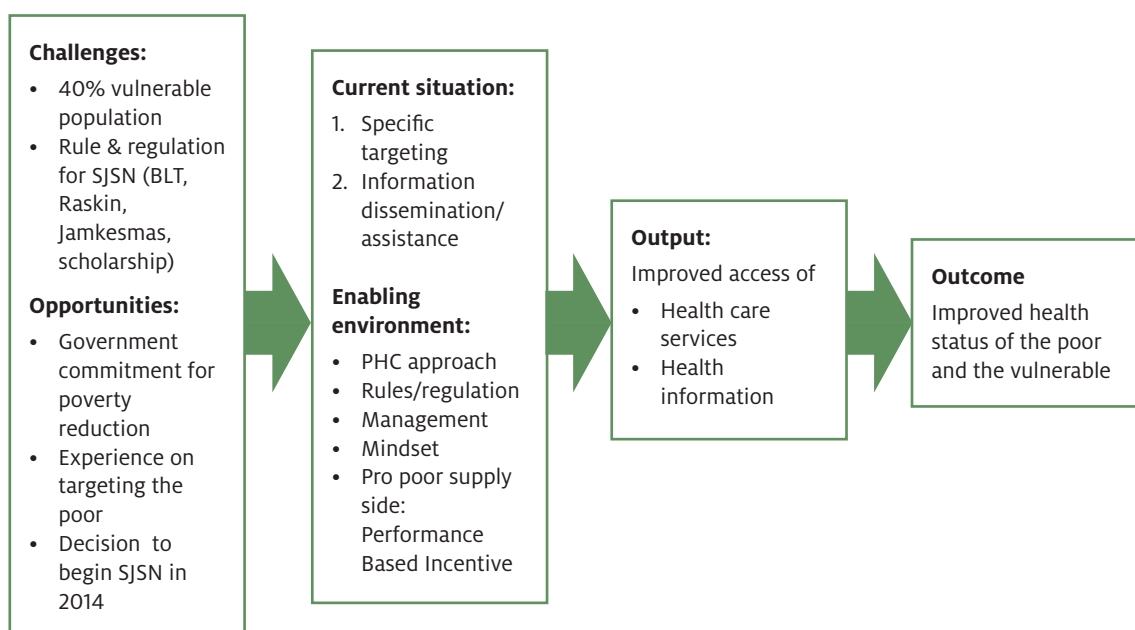 Challenges:
• 40% vulnerable
population
• Rule & regulation
for SJSN (BLT,
Raskin,
Jamkesmas,
scholarship)
Opportunities:
• Government
commitment for
poverty
reduction
• Experience on
targeting the
poor
• Decision to
begin SJSN in
2014
Current situation:
1. Specific
targeting
2. Information
dissemination/
assistance
Enabling
environment:
• PHC approach
• Rules/regulation
• Management
• Mindset
• Pro poor supply
side:
Performance
Based Incentive
Output:
Improved access of
• Health care
services
• Health
information
Outcome
Improved health
status of the poor
and the vulnerable